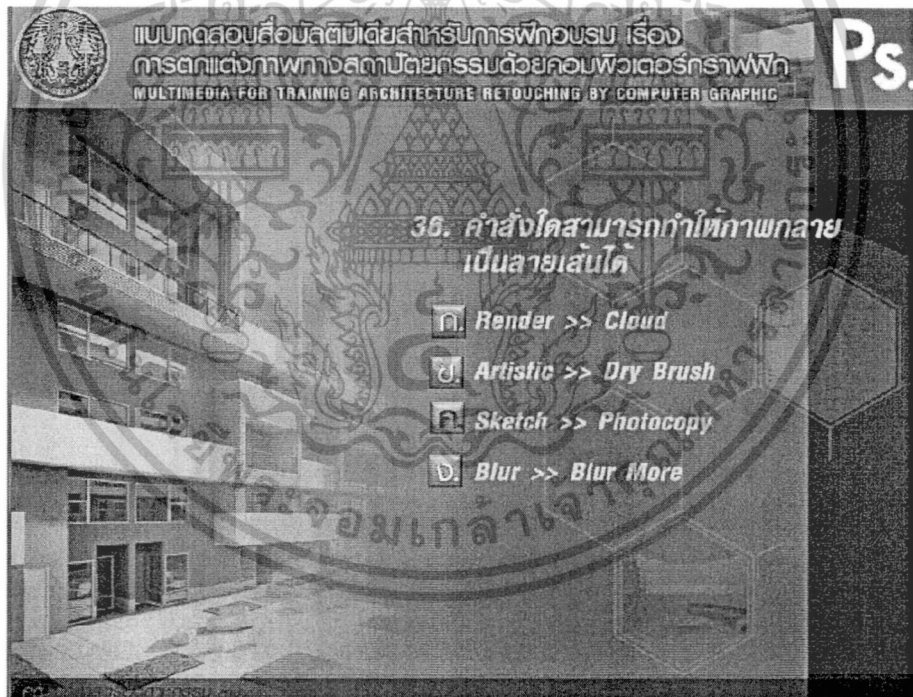 แบบทดสอบสื่อมัลติมีเดียสำหรับการฝึกอบรม เรื่อง
การตกแต่งภาพทางสถาปัตยกรรมด้วยคอมพิวเตอร์กราฟฟิก
MULTIMEDIA FOR TRAINING ARCHITECTURE RETOUCHING BY COMPUTER GRAPHIC
Ps.
36. คำสั่งใดสามารถทำให้ภาพกลาย
เป็นลายเส้นได้
ก. Render >> Cloud
ข. Artistic >> Dry Brush
ค. Sketch >> Photocopy
ง. Blur >> Blur More